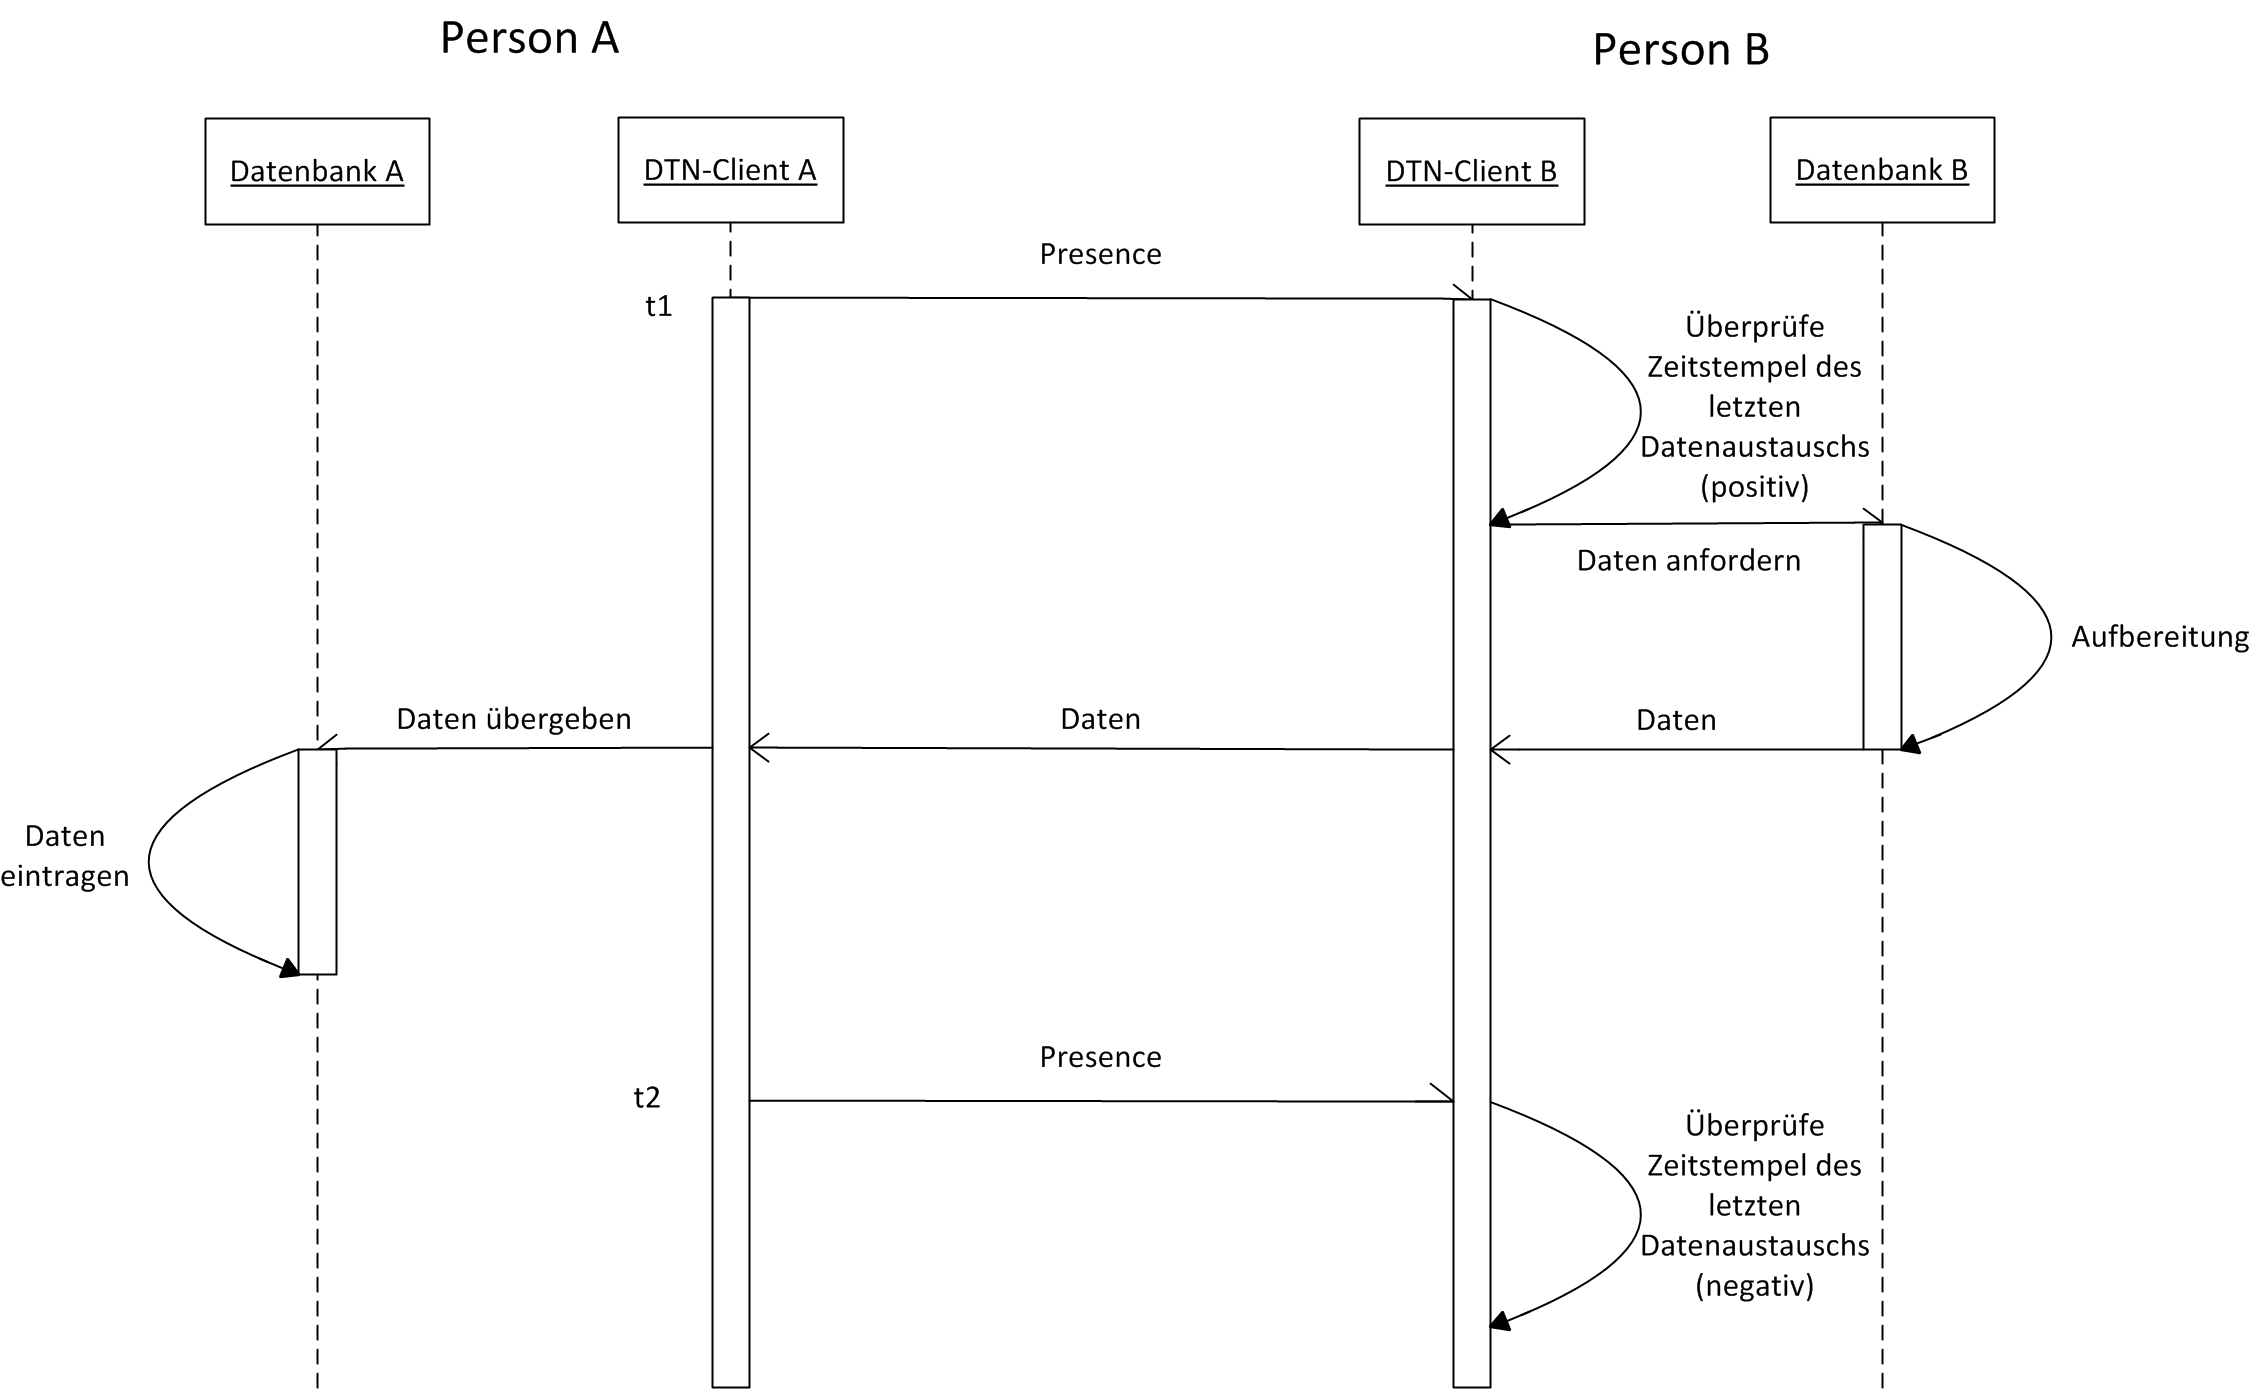 Person A
Person B
Datenbank A
DTN-Client A
DTN-Client B
Datenbank B
Presence
t1
Überprüfe
Zeitstempel des
letzten
Datenaustauschs
(positiv)
Daten anfordern
Aufbereitung
Daten übergeben
Daten
Daten
Daten
eintragen
Presence
t2
Überprüfe
Zeitstempel des
letzten
Datenaustauschs
(negativ)